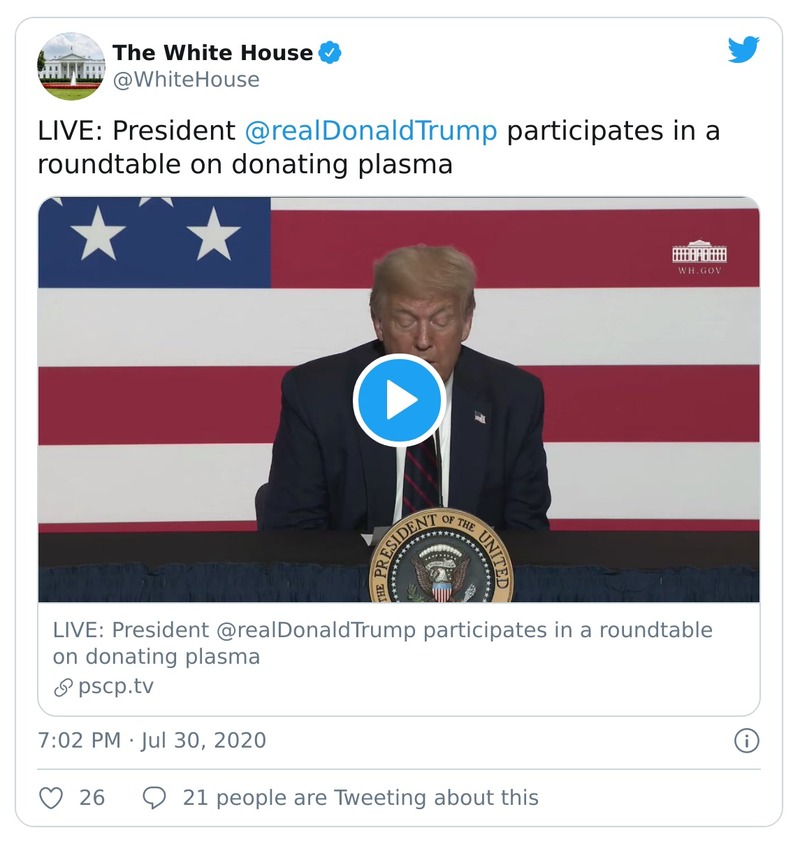 The White House
@WhiteHouse
LIVE: President @realDonaldTrump participates in a
roundtable on donating plasma
WH.GOV
THE PRESIDENT OF THE UNITED
LIVE: President @realDonaldTrump participates in a roundtable
on donating plasma
pscp.tv
7:02 PM · Jul 30, 2020
26
21 people are Tweeting about this